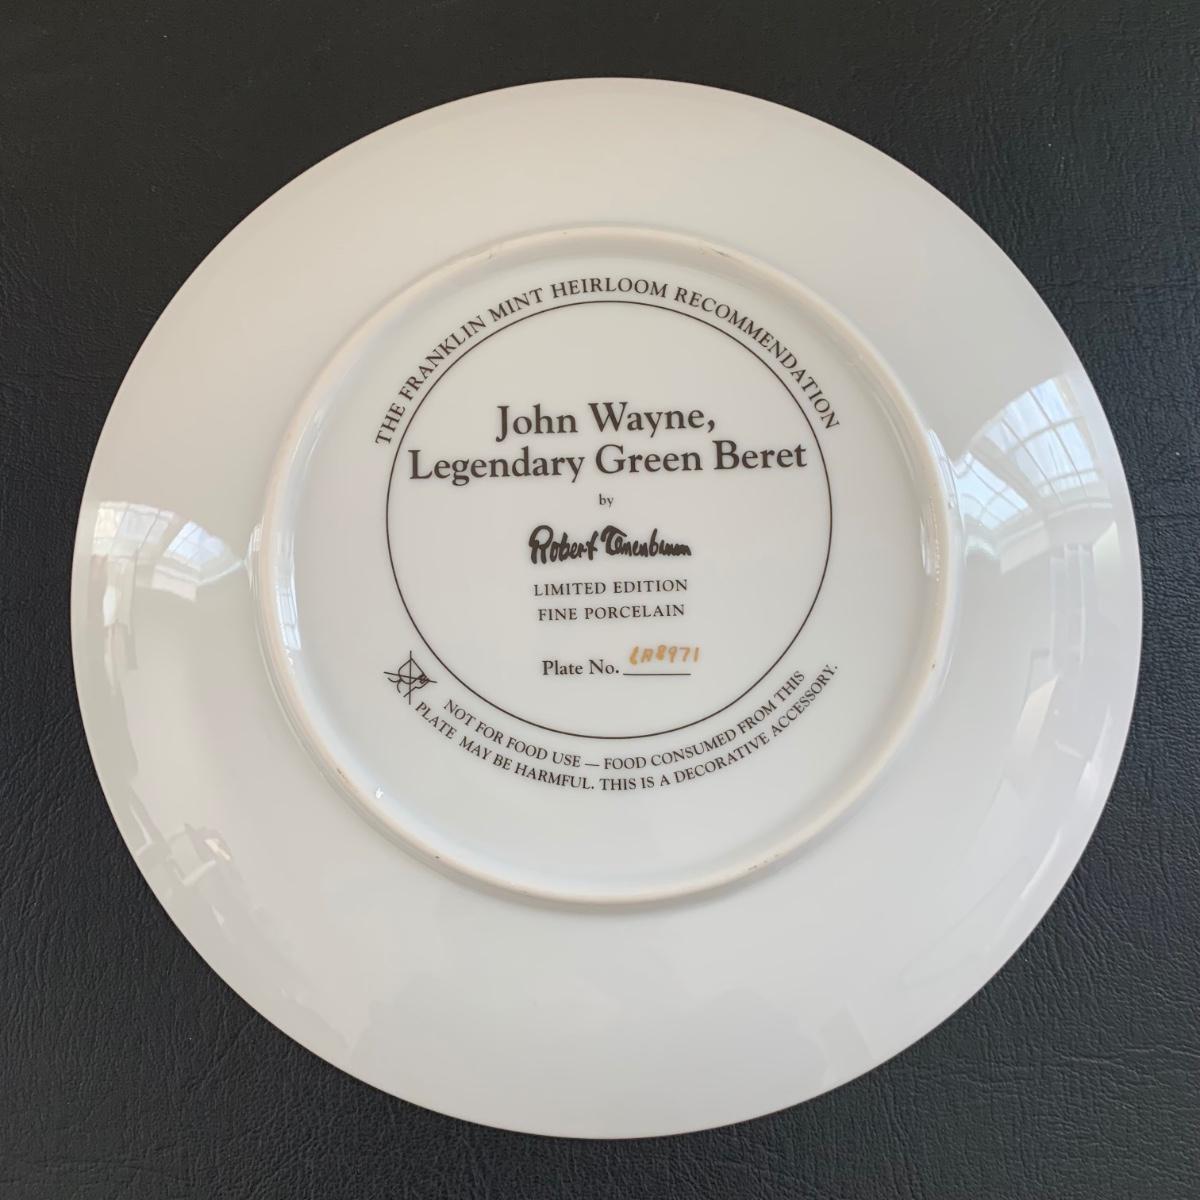 THE FRANKLIN MINT HEIRLOOM RECOMMENDATION
John Wayne,
Legendary Green Beret
by
Robert Tanenbaum
LIMITED EDITION
FINE PORCELAIN
Plate No. LA8971
NOT FOR FOOD USE — FOOD CONSUMED FROM THIS
PLATE MAY BE HARMFUL. THIS IS A DECORATIVE ACCESSORY.